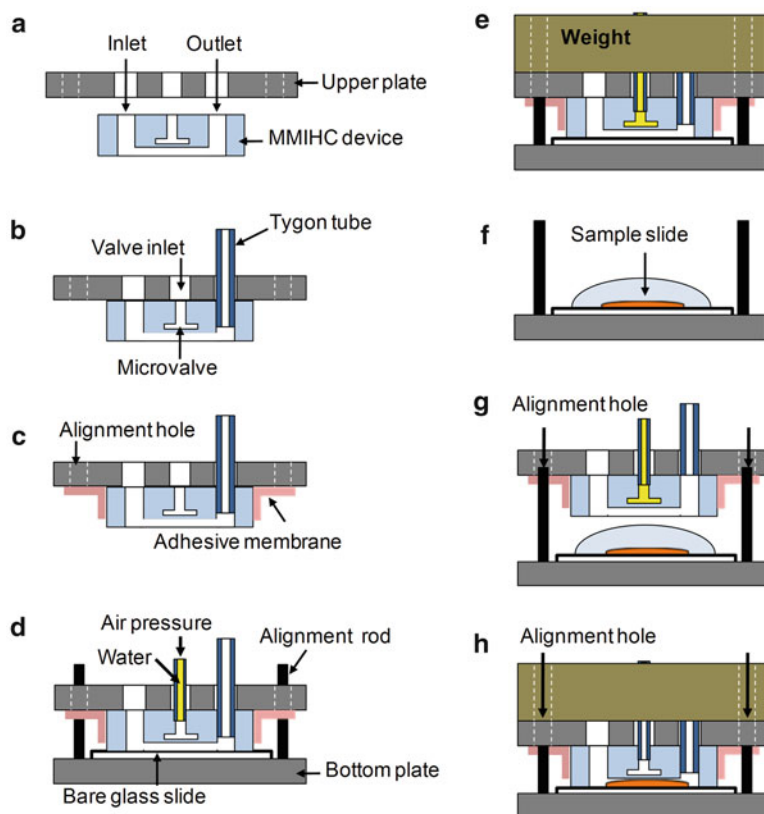 a
Inlet
Outlet
Upper plate
MMIHC device
b
Valve inlet
Tygon tube
Microvalve
c
Alignment hole
Adhesive membrane
d
Air pressure
Water
Alignment rod
Bottom plate
Bare glass slide
e
Weight
f
Sample slide
g
Alignment hole
h
Alignment hole